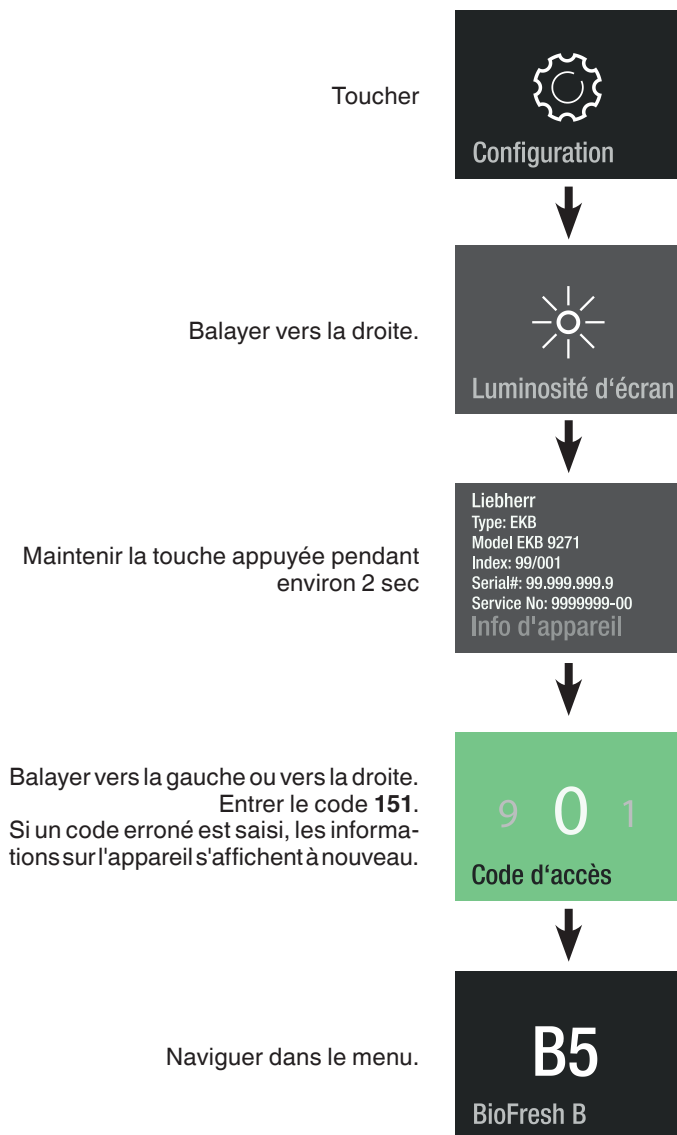 Toucher
Configuration
Balayer vers la droite.
Luminosité d‘écran
Maintenir la touche appuyée pendant
environ 2 sec
Liebherr
Type: EKB
Model EKB 9271
Index: 99/001
Serial#: 99.999.999.9
Service No: 9999999-00
Info d'appareil
Balayer vers la gauche ou vers la droite.
Entrer le code 151.
Si un code erroné est saisi, les informa-
tions sur l'appareil s'affichent à nouveau.
9 0 1
Code d‘accès
Naviguer dans le menu.
B5
BioFresh B